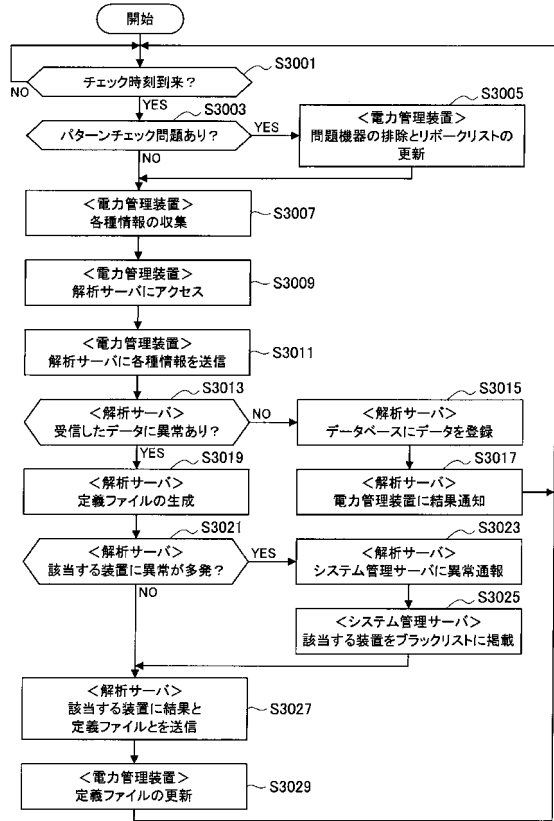 開始
チェック時刻到来?
S3001
NO
YES
パターンチェック問題あり?
S3003
YES
NO
S3005
<電力管理装置>
問題機器の排除とリボークリストの
更新
<電力管理装置>
各種情報の収集
S3007
<電力管理装置>
解析サーバにアクセス
S3009
<電力管理装置>
解析サーバに各種情報を送信
S3011
S3013
<解析サーバ>
受信したデータに異常あり?
NO
YES
S3015
<解析サーバ>
データベースにデータを登録
S3017
<解析サーバ>
電力管理装置に結果通知
S3019
<解析サーバ>
定義ファイルの生成
S3021
<解析サーバ>
該当する装置に異常が多発?
YES
NO
S3023
<解析サーバ>
システム管理サーバに異常通報
S3025
<システム管理サーバ>
該当する装置をブラックリストに掲載
<解析サーバ>
該当する装置に結果と
定義ファイルとを送信
S3027
<電力管理装置>
定義ファイルの更新
S3029